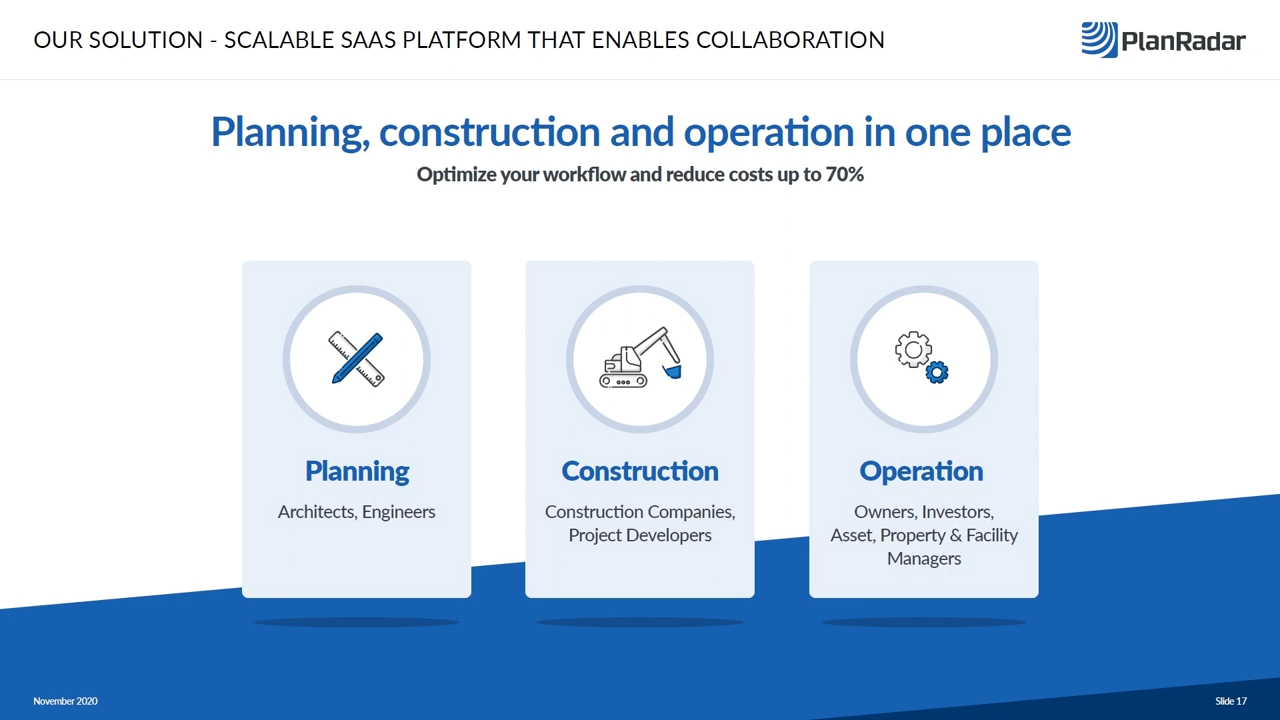 OUR SOLUTION - SCALABLE SAAS PLATFORM THAT ENABLES COLLABORATION
PlanRadar
Planning, construction and operation in one place
Optimize your workflow and reduce costs up to 70%
Planning
Architects, Engineers
Construction
Construction Companies,
Project Developers
Operation
Owners, Investors,
Asset, Property & Facility
Managers
November 2020
Slide 17